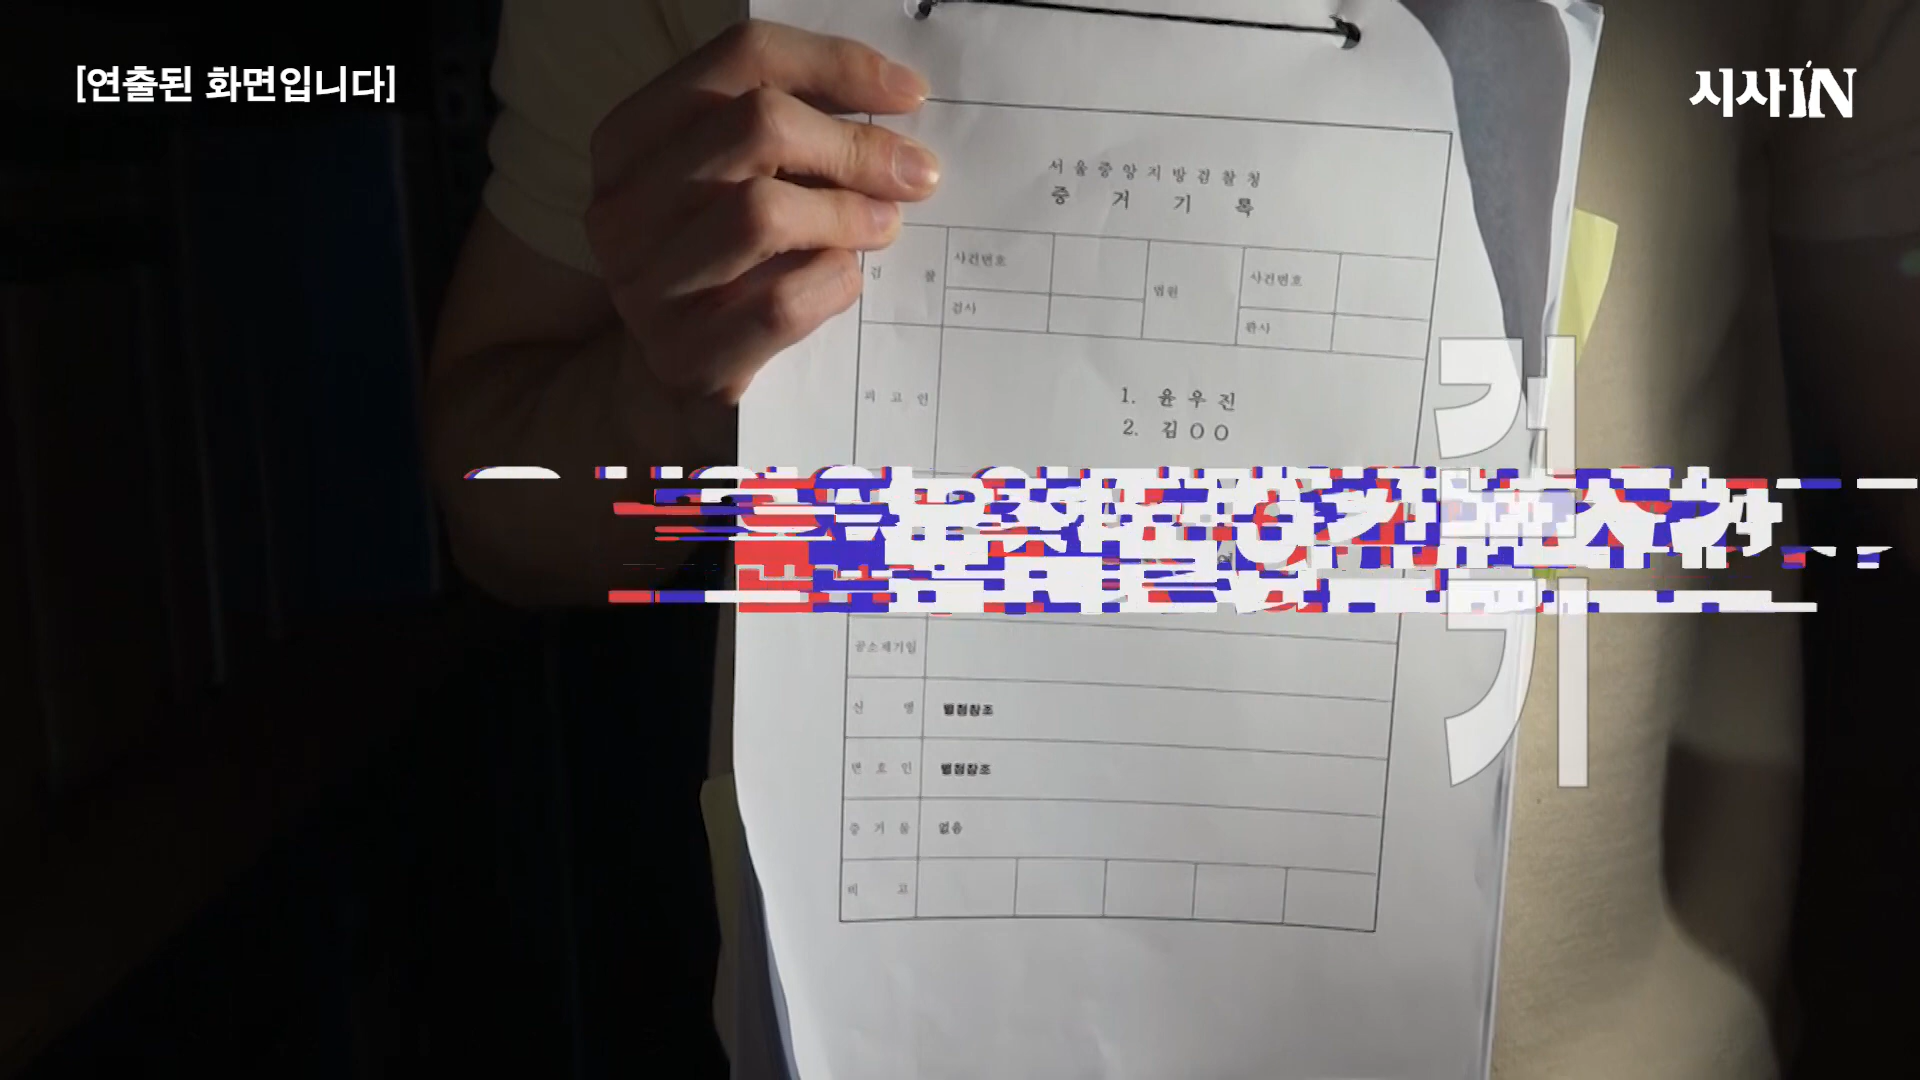 [연출된 화면입니다]
시사IN
서울중앙지방검찰청
증거기록
검찰
사건번호
검사
법원
사건번호
판사
피고인
1. 윤우진
2. 김OO
공소제기일
신병
별첨참조
변호인
별첨참조
증거물
없음
비고